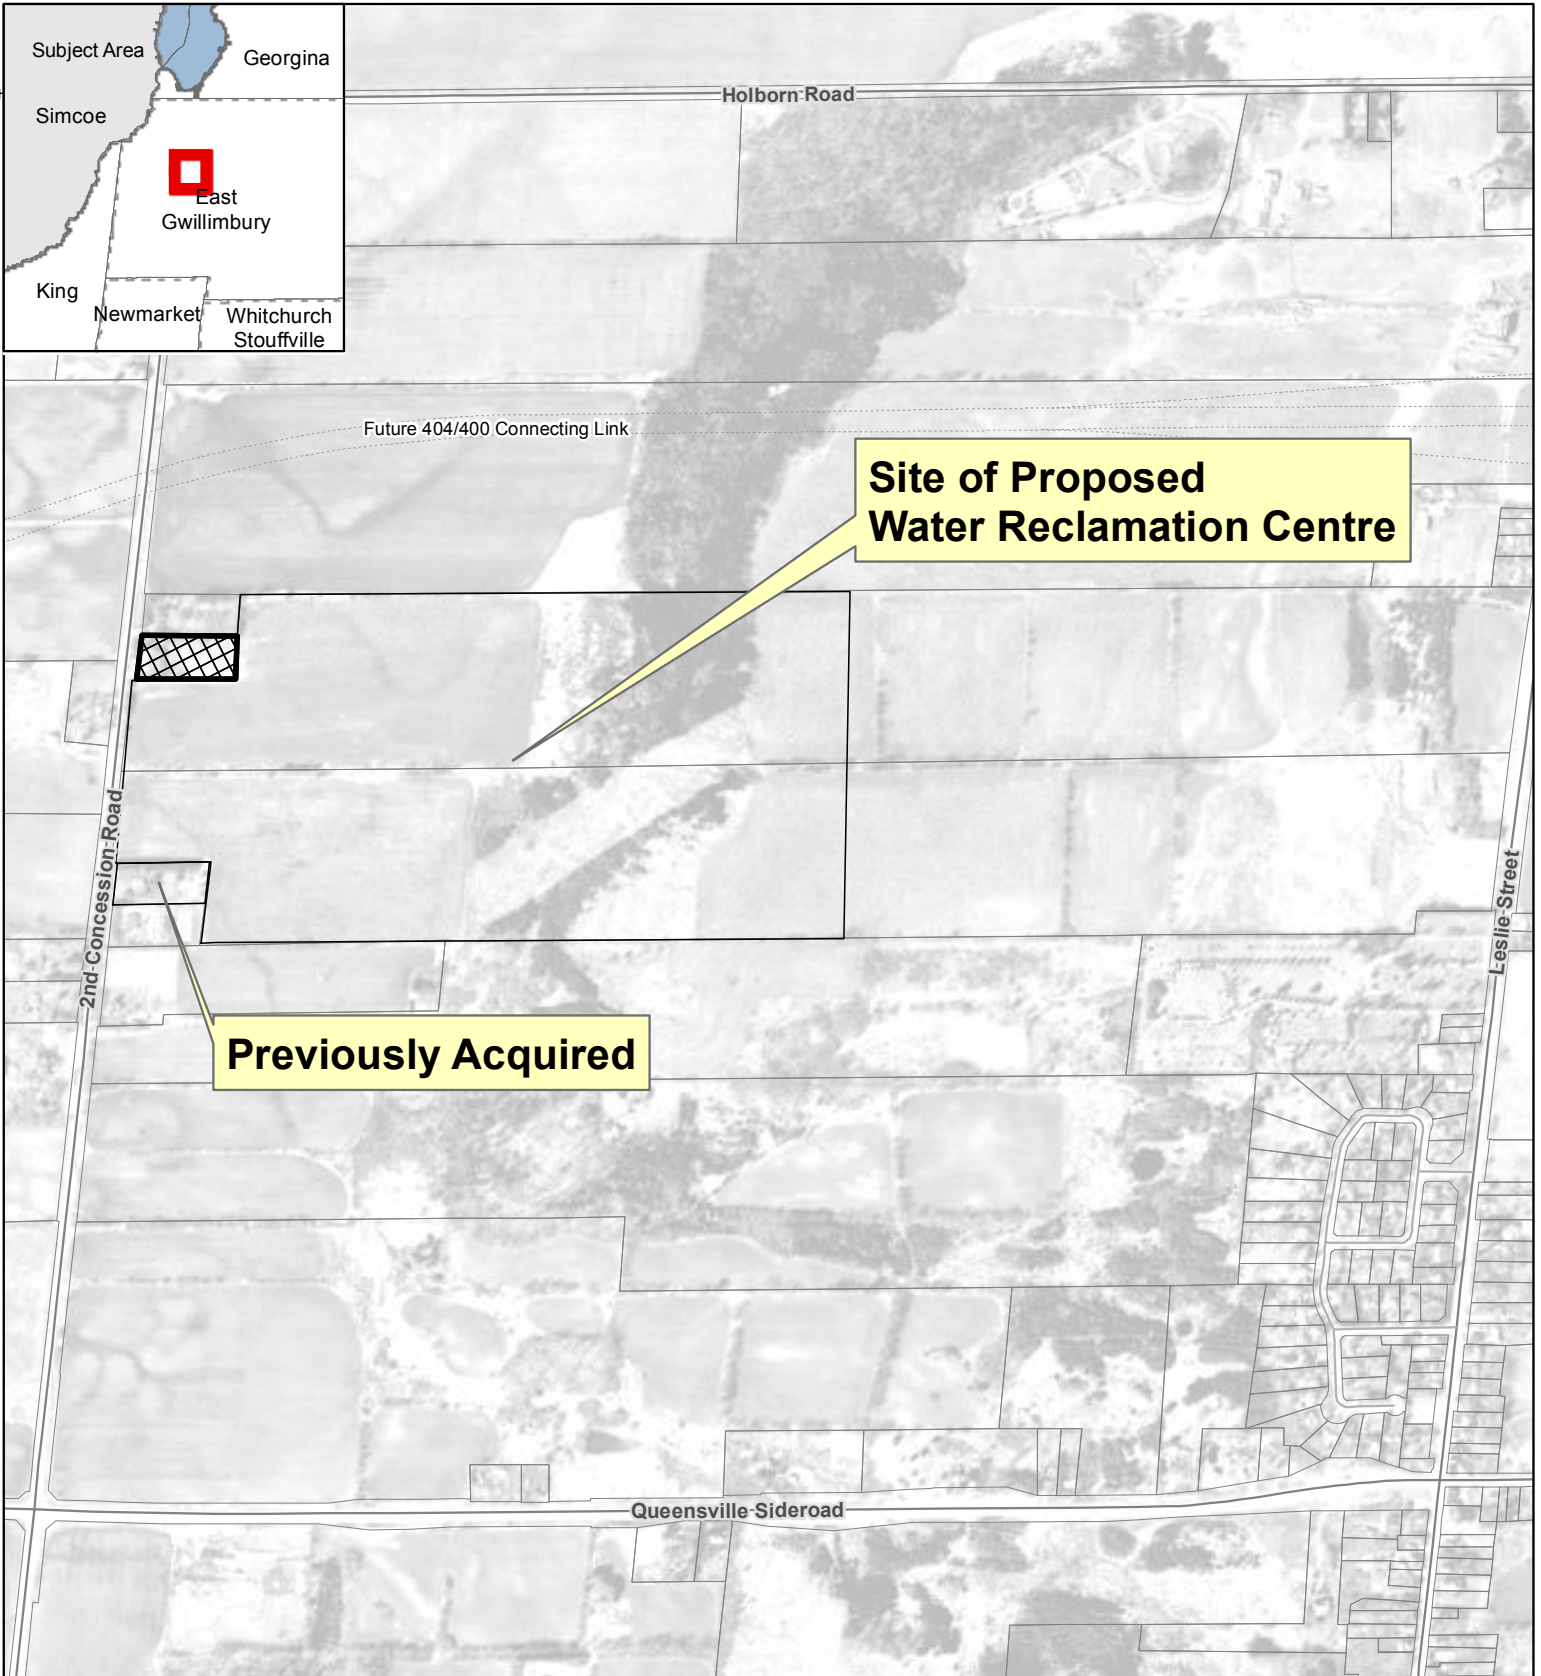 Subject Area
Georgina
Simcoe
East
Gwillimbury
King
Newmarket
Whitchurch
Stouffville
Holborn Road
Future 404/400 Connecting Link
Site of Proposed
Water Reclamation Centre
2nd Concession Road
Leslie Street
Previously Acquired
Queensville Sideroad